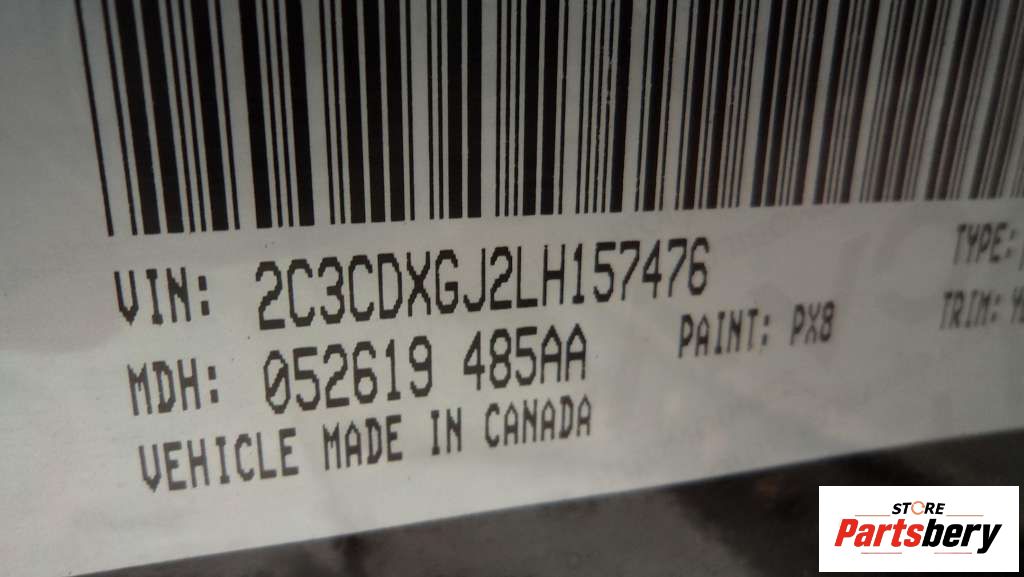 VIN: 2C3CDXGJ2LH157476
TYPE:
MDH: 052619 485AA
PAINT: PX8
TRIM:
VEHICLE MADE IN CANADA
STORE
Partsbery